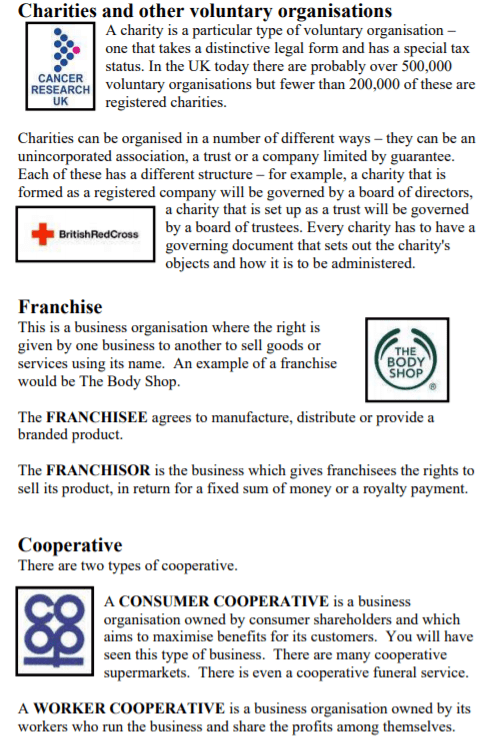 Charities and other voluntary organisations
A charity is a particular type of voluntary organisation –
one that takes a distinctive legal form and has a special tax
status. In the UK today there are probably over 500,000
voluntary organisations but fewer than 200,000 of these are
registered charities.
CANCER
RESEARCH
UK
Charities can be organised in a number of different ways – they can be an
unincorporated association, a trust or a company limited by guarantee.
Each of these has a different structure – for example, a charity that is
formed as a registered company will be governed by a board of directors,
a charity that is set up as a trust will be governed
by a board of trustees. Every charity has to have a
governing document that sets out the charity's
objects and how it is to be administered.
BritishRedCross
Franchise
This is a business organisation where the right is
given by one business to another to sell goods or
services using its name.  An example of a franchise
would be The Body Shop.
THE
BODY
SHOP
®
The FRANCHISEE agrees to manufacture, distribute or provide a
branded product.
The FRANCHISOR is the business which gives franchisees the rights to
sell its product, in return for a fixed sum of money or a royalty payment.
Cooperative
There are two types of cooperative.
CO
OP
A CONSUMER COOPERATIVE is a business
organisation owned by consumer shareholders and which
aims to maximise benefits for its customers.  You will have
seen this type of business.  There are many cooperative
supermarkets.  There is even a cooperative funeral service.
A WORKER COOPERATIVE is a business organisation owned by its
workers who run the business and share the profits among themselves.